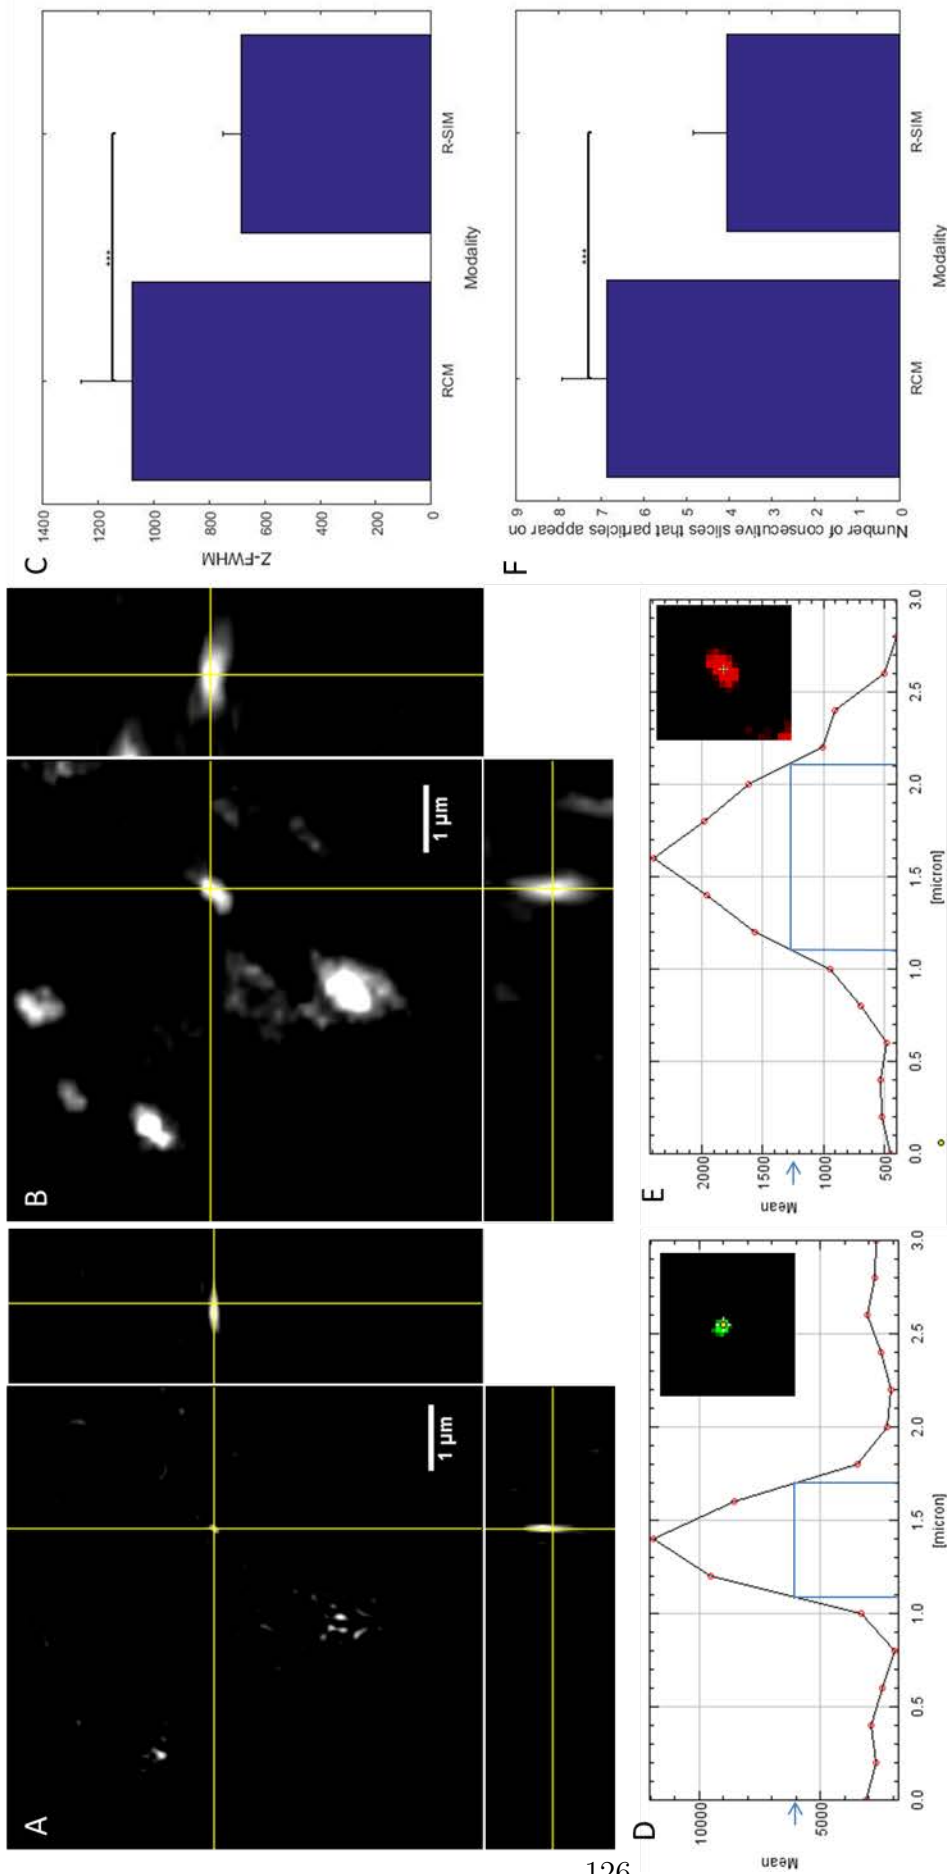 A
1 µm
B
1 µm
C
1400
1200
1000
800
600
400
200
0
Z-FWHM
***
RCM
R-SIM
Modality
D
10000
5000
Mean
0.0
0.5
1.0
1.5
2.0
2.5
3.0
[micron]
E
2000
1500
1000
500
Mean
0.0
0.5
1.0
1.5
2.0
2.5
3.0
[micron]
F
9
8
7
6
5
4
3
2
1
0
Number of consecutive slices that particles appear on
***
RCM
R-SIM
Modality
126